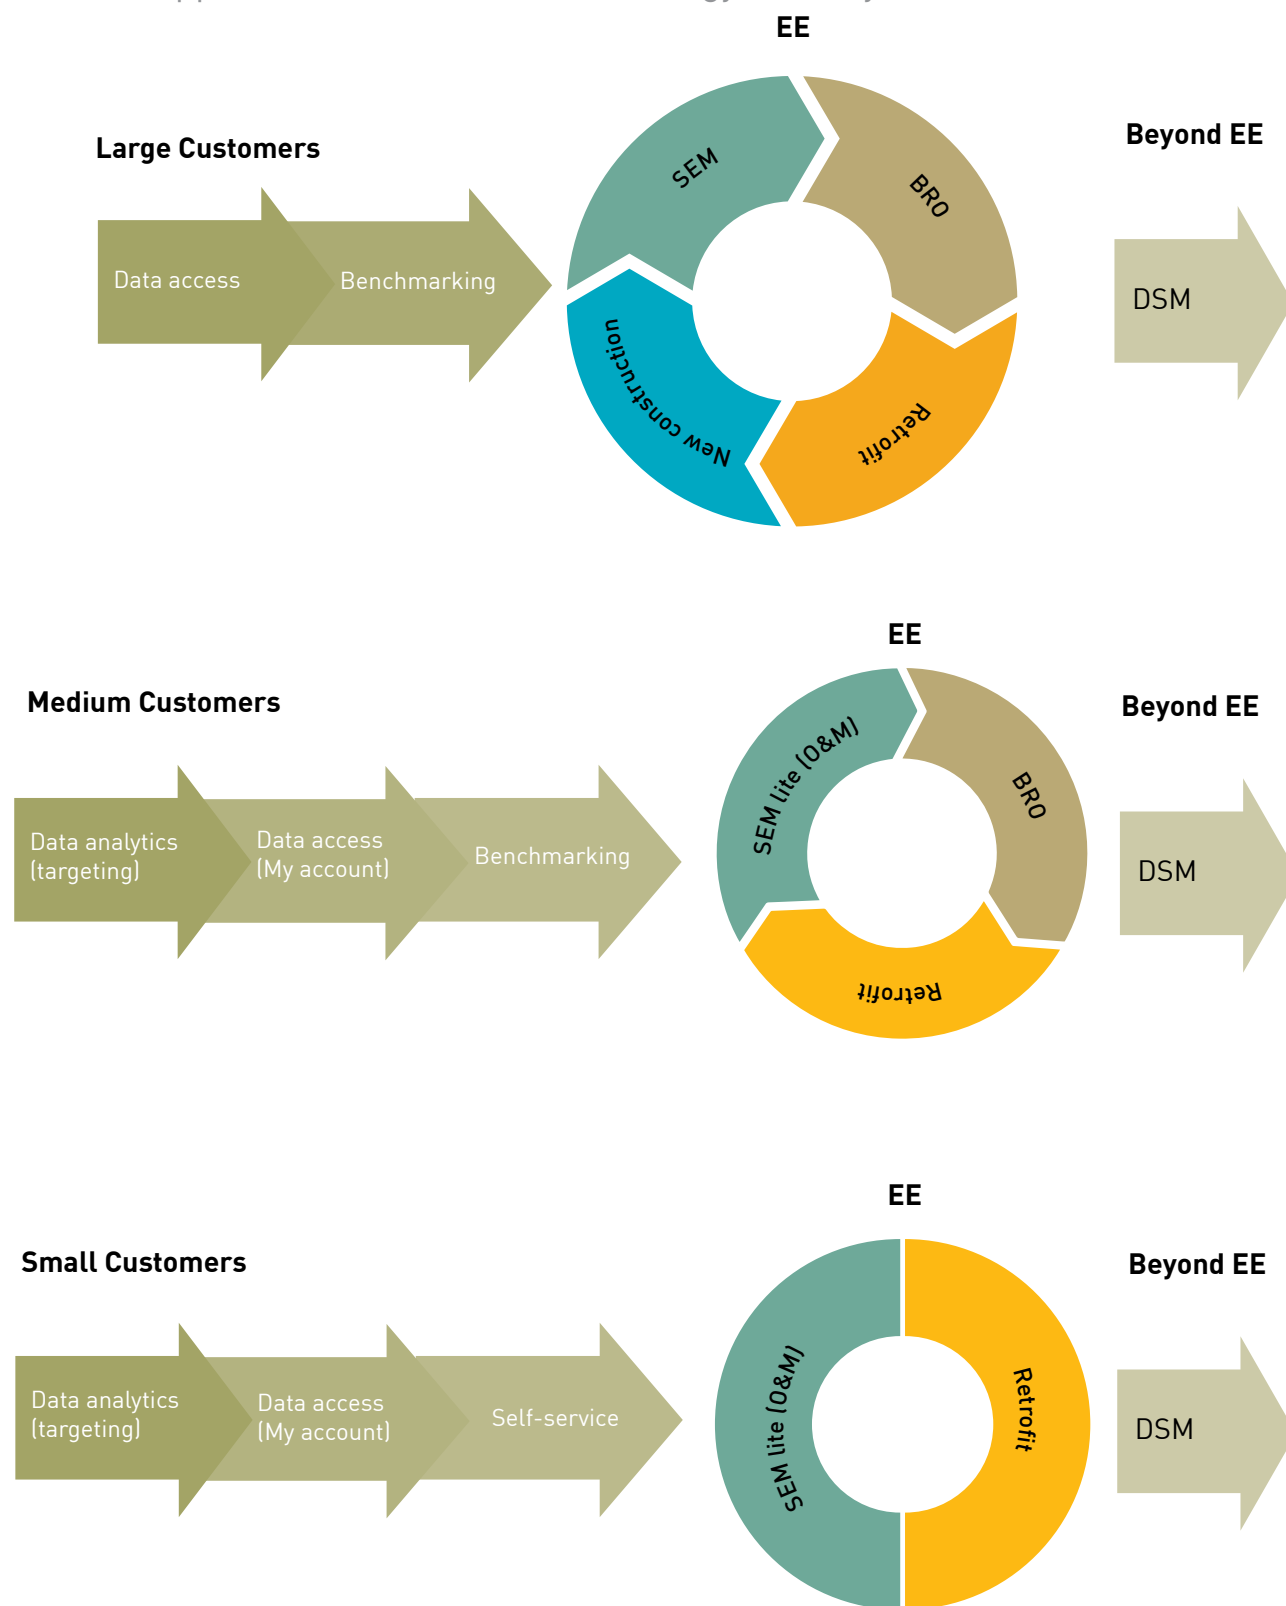 EE
Large Customers
Beyond EE
Data access
Benchmarking
SEM
BRO
New construction
Retrofit
DSM
EE
Medium Customers
Beyond EE
Data analytics
(targeting)
Data access
(My account)
Benchmarking
SEM lite (O&M)
BRO
Retrofit
DSM
EE
Small Customers
Beyond EE
Data analytics
(targeting)
Data access
(My account)
Self-service
SEM lite (O&M)
Retrofit
DSM